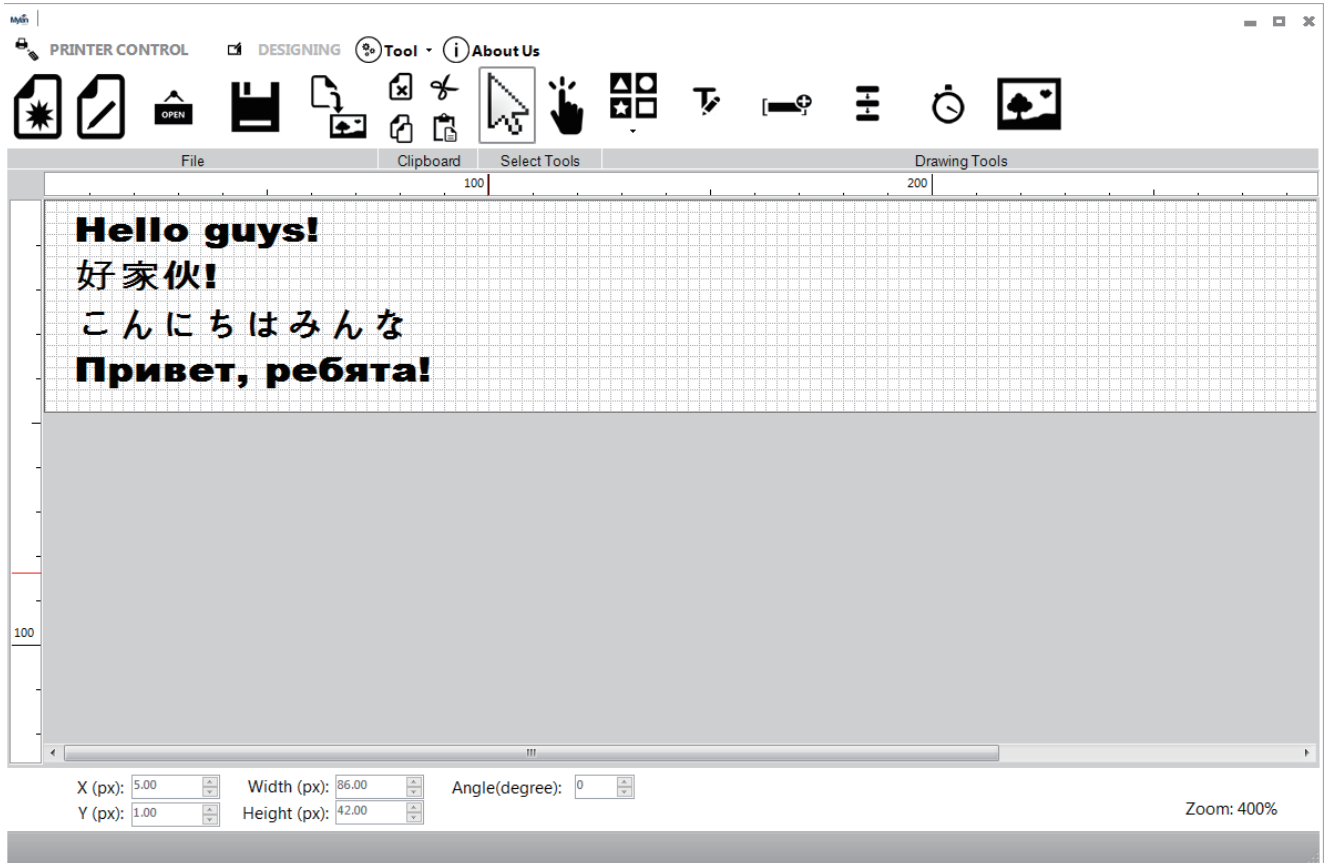 Mylan
PRINTER CONTROL DESIGNING Tool About Us
OPEN
File Clipboard Select Tools Drawing Tools
100 200
Hello guys!
好家伙!
こんにちはみんな
Привет, ребята!
100
X (px): 5.00 Width (px): 86.00 Angle(degree): 0
Y (px): 1.00 Height (px): 42.00
Zoom: 400%